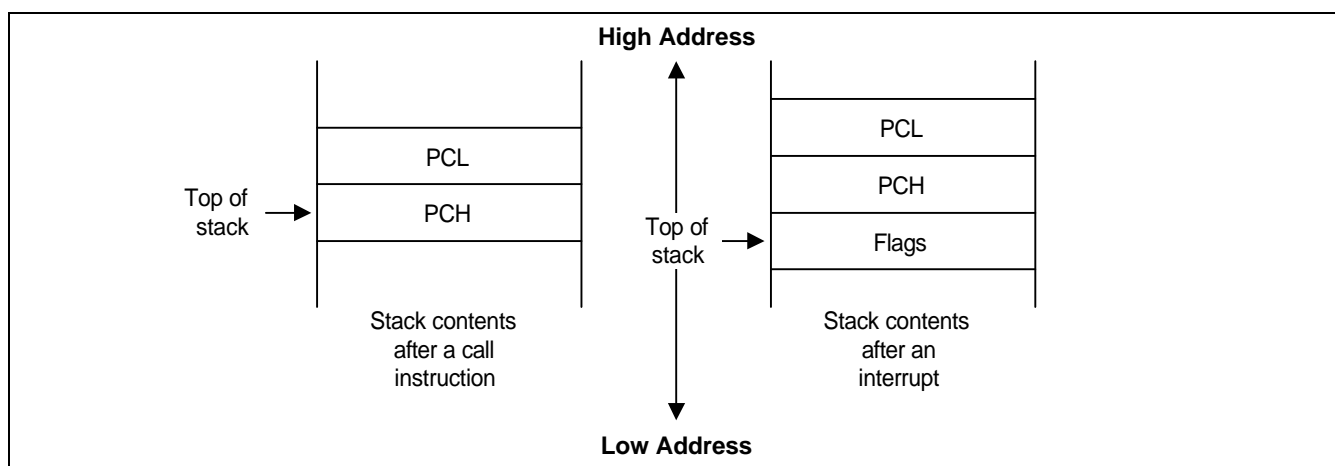 High Address
PCL
PCH
Top of
stack
Stack contents
after a call
instruction
Top of
stack
PCL
PCH
Flags
Stack contents
after an
interrupt
Low Address